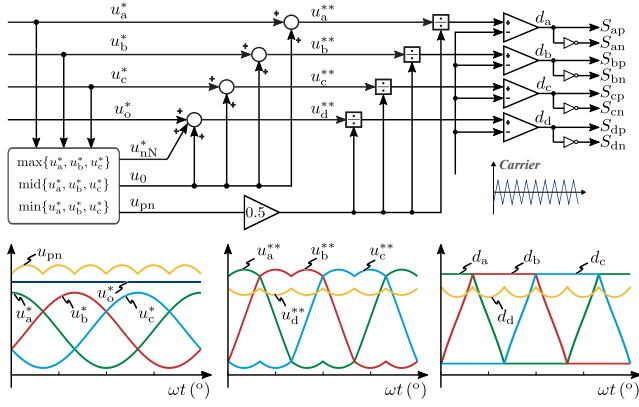 u*a u**a da Sap
San
u*b u**b db Sbp
Sbn
u*c u**c dc Scp
Scn
u*o u**d dd Sdp
Sdn
max{u*a, u*b, u*c} u*nN
mid{u*a, u*b, u*c} u0
min{u*a, u*b, u*c} upn 0.5
Carrier
upn
u*a u*b u*o u*c
ωt (°)
u**a u**b u**c
u**d
ωt (°)
da db dc
dd
ωt (°)